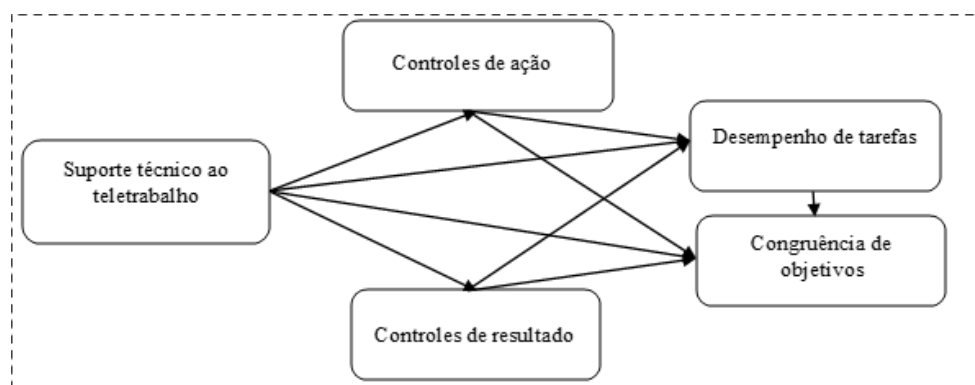 Controles de ação
Suporte técnico ao
teletrabalho
Desempenho de tarefas
Congruência de
objetivos
Controles de resultado